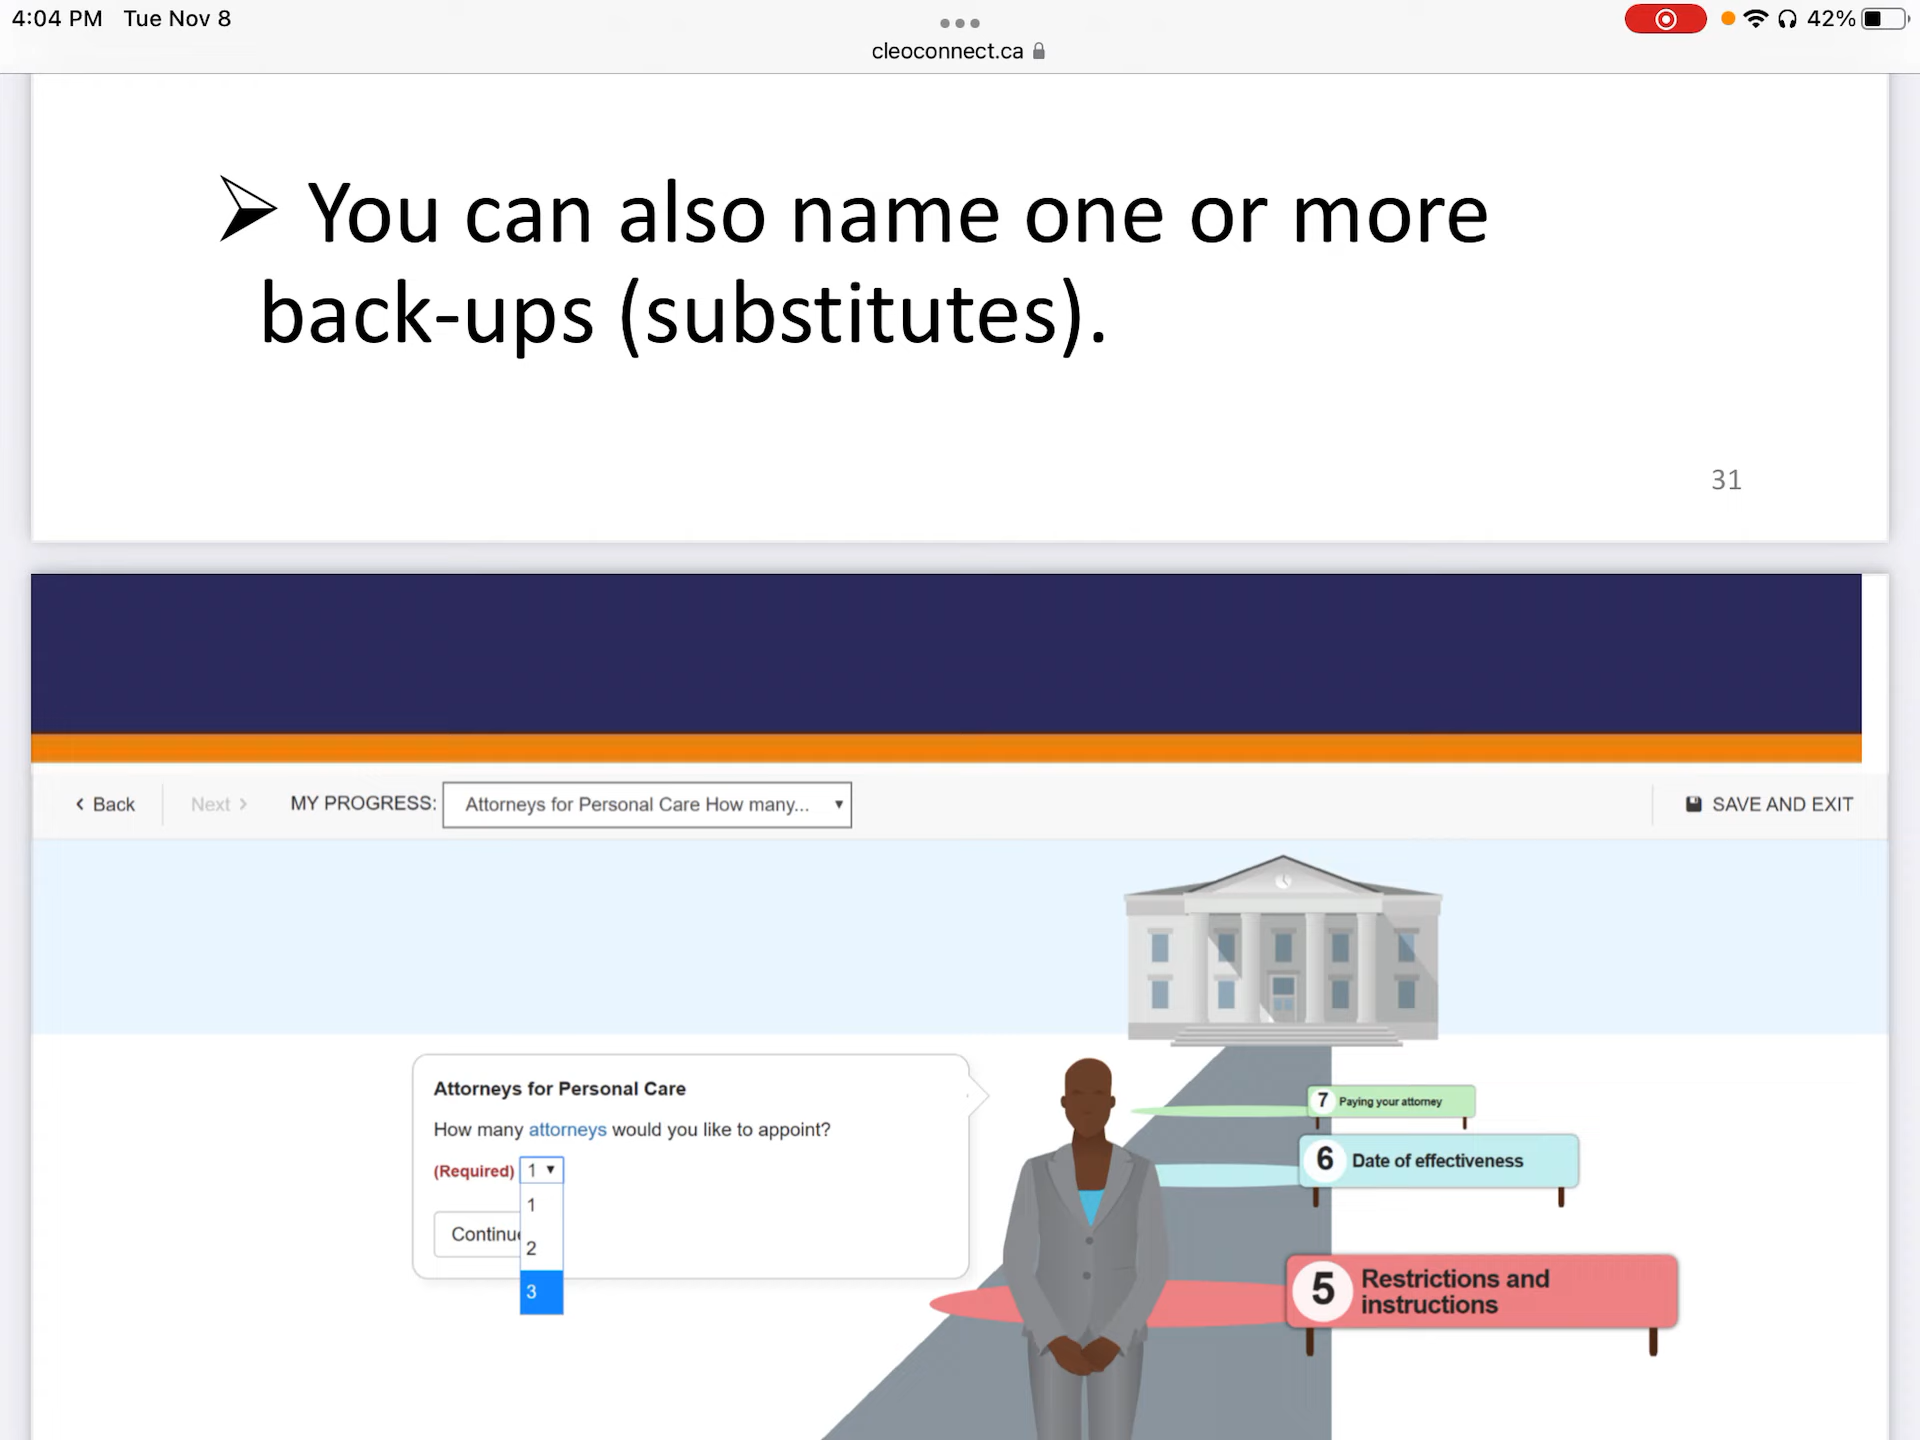 4:04 PM Tue Nov 8
42%
cleoconnect.ca
➢ You can also name one or more
back-ups (substitutes).
31
Back
Next
MY PROGRESS:
Attorneys for Personal Care How many...
SAVE AND EXIT
Attorneys for Personal Care
How many attorneys would you like to appoint?
(Required) 1
1
Continue
2
3
7 Paying your attorney
6 Date of effectiveness
5 Restrictions and
instructions